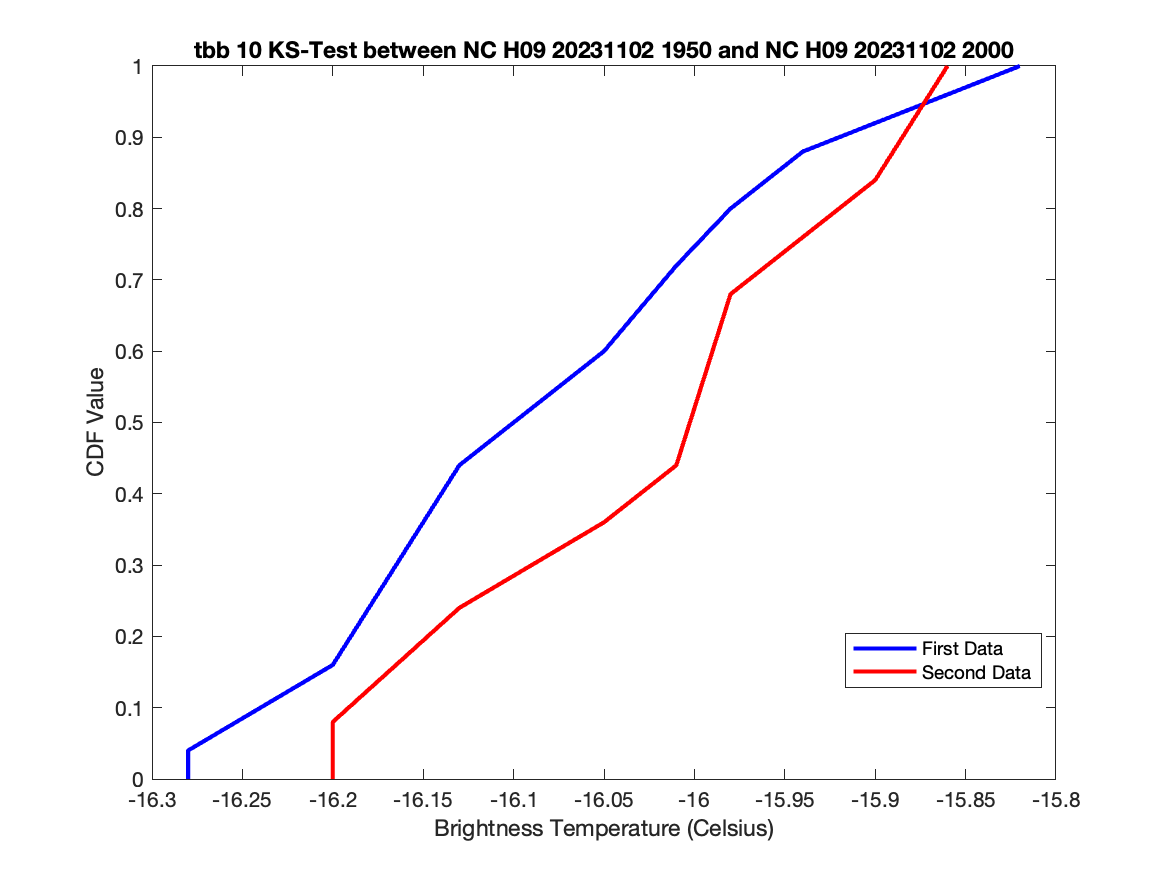 tbb 10 KS-Test between NC H09 20231102 1950 and NC H09 20231102 2000
1
0.9
0.8
0.7
0.6
0.5
0.4
0.3
0.2
0.1
0
CDF Value
First Data
Second Data
-16.3 -16.25 -16.2 -16.15 -16.1 -16.05 -16 -15.95 -15.9 -15.85 -15.8
Brightness Temperature (Celsius)